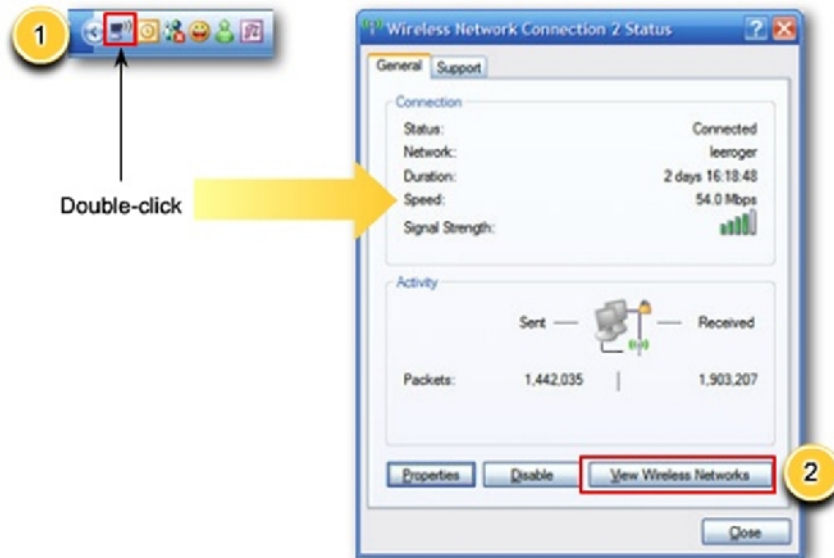 1
Double-click
Wireless Network Connection 2 Status
General Support
Connection
Status: Connected
Network: leeroger
Duration: 2 days 16:18:48
Speed: 54.0 Mbps
Signal Strength:
Activity
Sent — — Received
Packets: 1,442,035 | 1,903,207
Properties Disable View Wireless Networks 2
Close